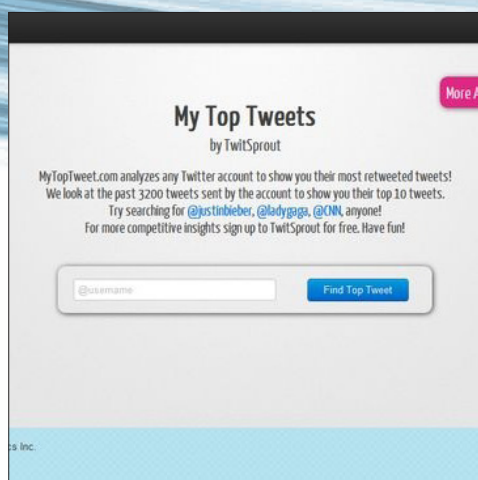 More A
My Top Tweets
by TwitSprout
MyTopTweet.com analyzes any Twitter account to show you their most retweeted tweets!
We look at the past 3200 tweets sent by the account to show you their top 10 tweets.
Try searching for @justinbieber, @ladygaga, @CNN, anyone!
For more competitive insights sign up to TwitSprout for free. Have fun!
@username
Find Top Tweet
cs Inc.